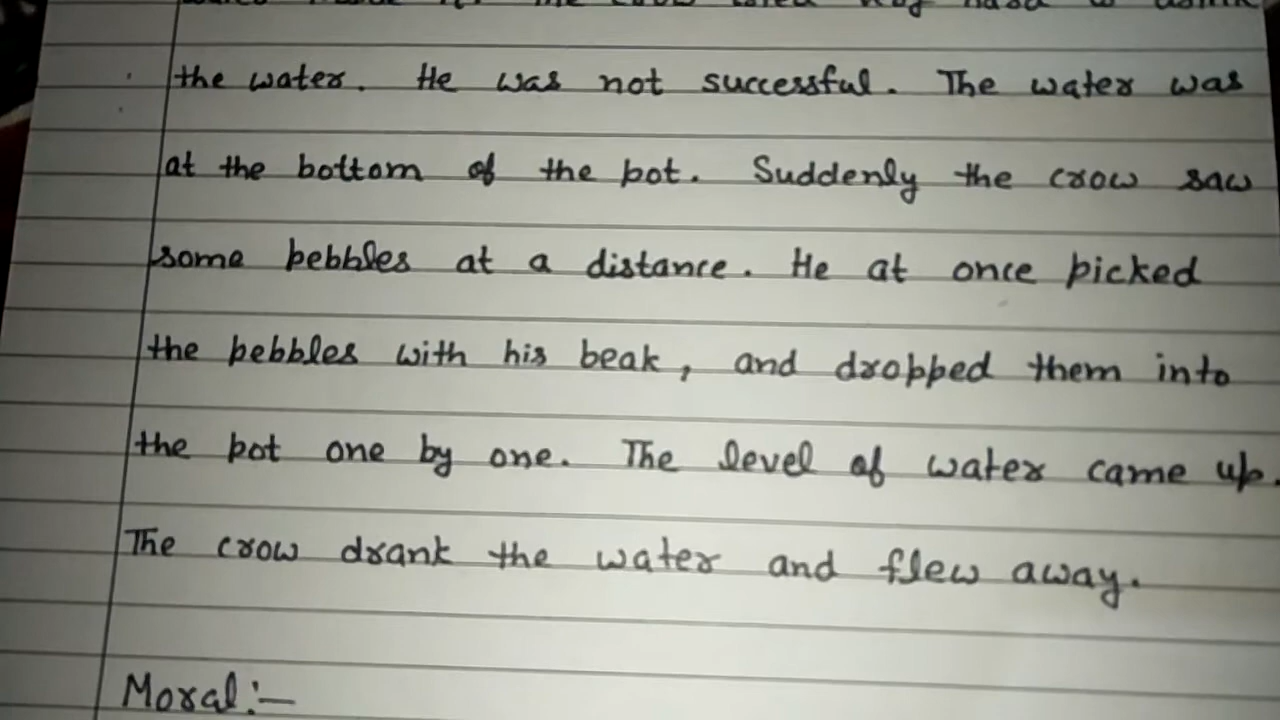 the water. He was not successful. The water was
at the bottom of the pot. Suddenly the crow saw
some pebbles at a distance. He at once picked
the pebbles with his beak, and dropped them into
the pot one by one. The level of water came up.
The crow drank the water and flew away.
Moral:-